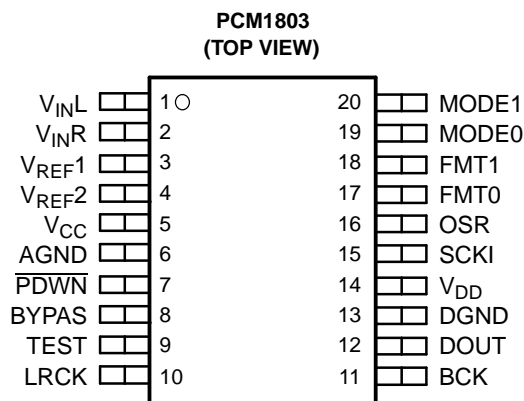 PCM1803
(TOP VIEW)
VINL 1 20 MODE1
VINR 2 19 MODE0
VREF1 3 18 FMT1
VREF2 4 17 FMT0
VCC 5 16 OSR
AGND 6 15 SCKI
PDWN 7 14 VDD
BYPAS 8 13 DGND
TEST 9 12 DOUT
LRCK 10 11 BCK